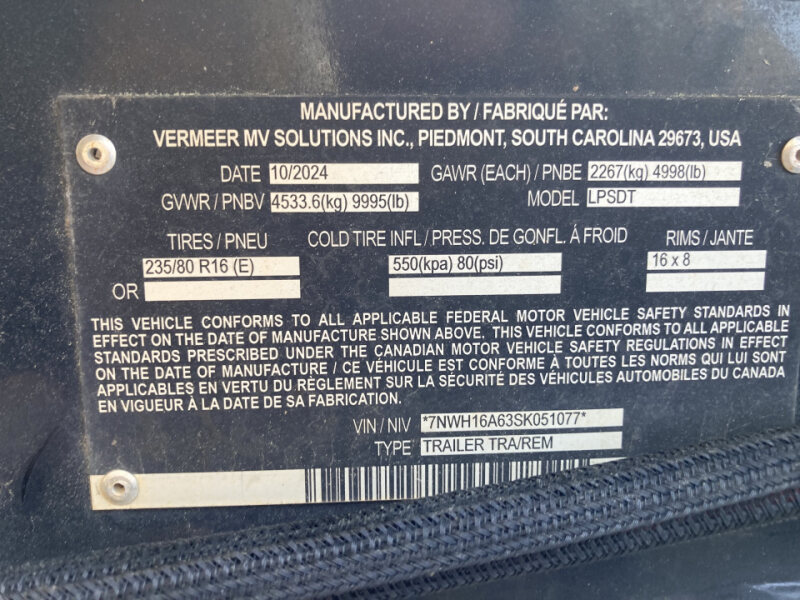 MANUFACTURED BY / FABRIQUÉ PAR:
VERMEER MV SOLUTIONS INC., PIEDMONT, SOUTH CAROLINA 29673, USA
DATE 10/2024 GAWR (EACH) / PNBE 2267(kg) 4998(lb)
GVWR / PNBV 4533.6(kg) 9995(lb) MODEL LPSDT
TIRES / PNEU COLD TIRE INFL / PRESS. DE GONFL. Á FROID RIMS / JANTE
235/80 R16 (E) 550(kpa) 80(psi) 16 x 8
OR
THIS VEHICLE CONFORMS TO ALL APPLICABLE FEDERAL MOTOR VEHICLE SAFETY STANDARDS IN
EFFECT ON THE DATE OF MANUFACTURE SHOWN ABOVE. THIS VEHICLE CONFORMS TO ALL APPLICABLE
STANDARDS PRESCRIBED UNDER THE CANADIAN MOTOR VEHICLE SAFETY REGULATIONS IN EFFECT
ON THE DATE OF MANUFACTURE / CE VÉHICULE EST CONFORME À TOUTES LES NORMS QUI LUI SONT
APPLICABLES EN VERTU DU RÈGLEMENT SUR LA SÉCURITÉ DES VÉHICULES AUTOMOBILES DU CANADA
EN VIGUEUR À LA DATE DE SA FABRICATION.
VIN / NIV *7NWH16A63SK051077*
TYPE TRAILER TRA/REM